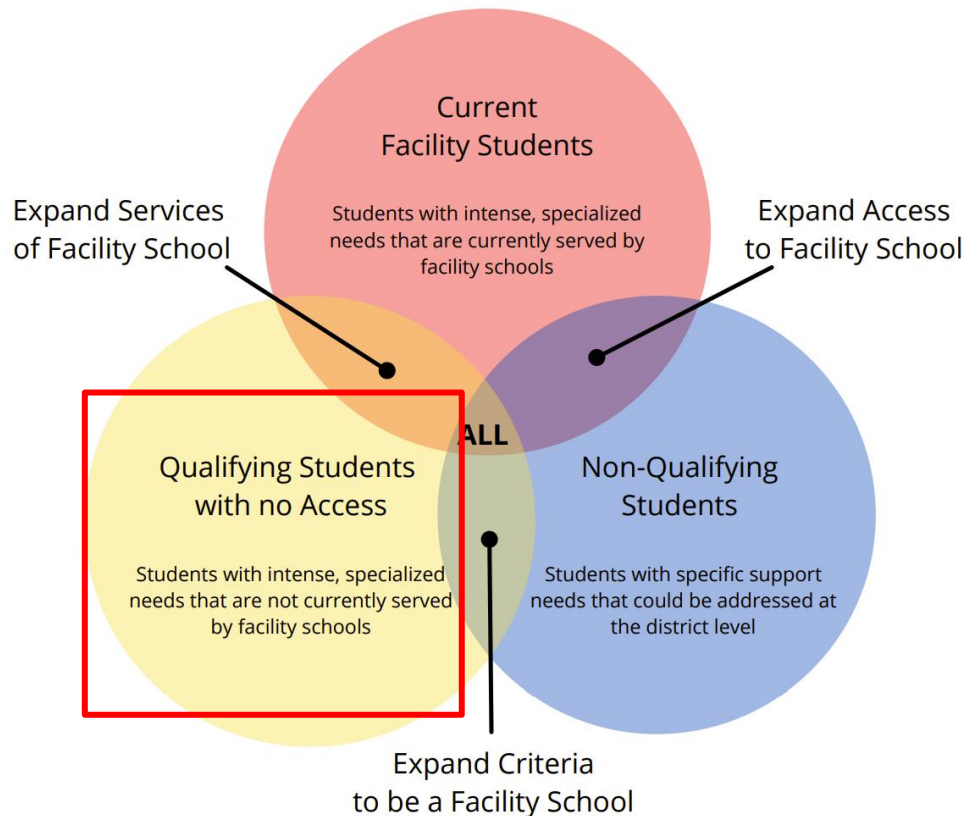 Current
Facility Students
Students with intense, specialized
needs that are currently served by
facility schools
Expand Services
of Facility School
Expand Access
to Facility School
ALL
Qualifying Students
with no Access
Students with intense, specialized
needs that are not currently served
by facility schools
Non-Qualifying
Students
Students with specific support
needs that could be addressed at
the district level
Expand Criteria
to be a Facility School